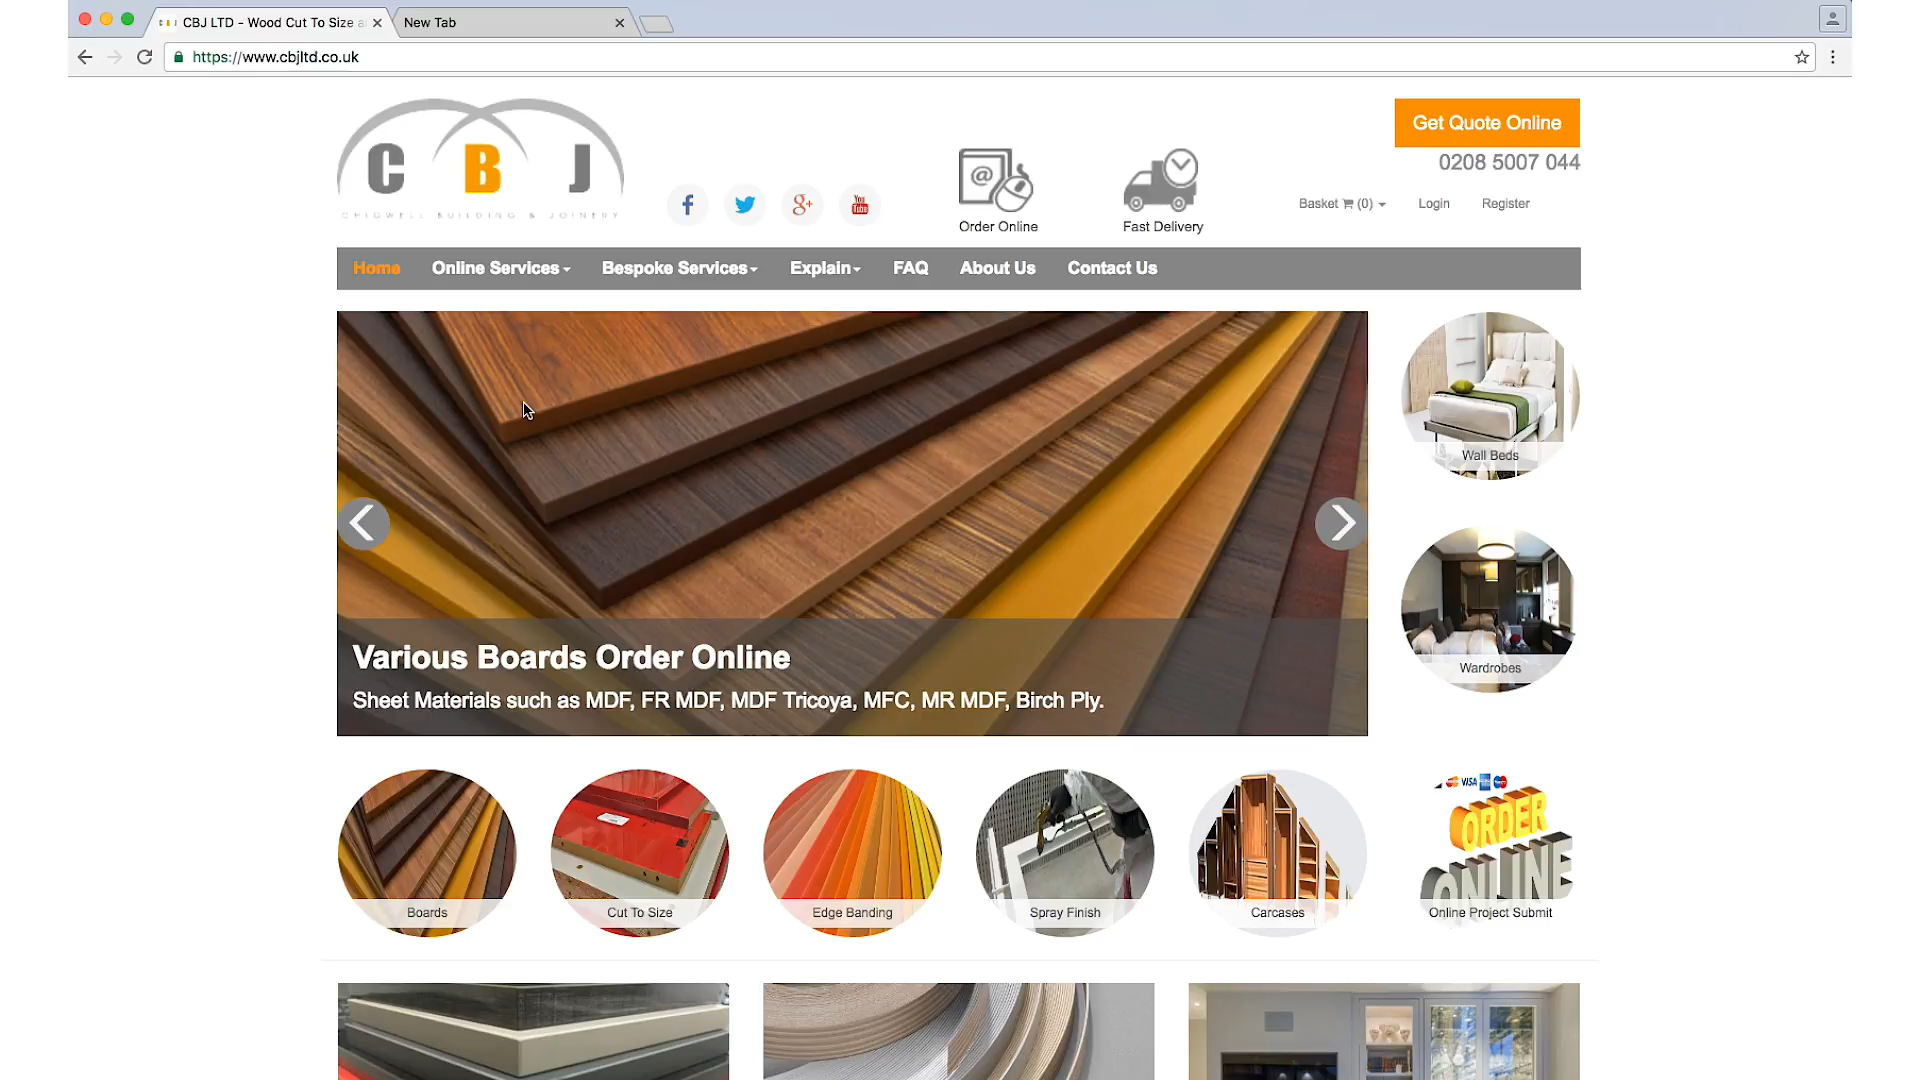 CBJ LTD - Wood Cut To Size a
New Tab
https://www.cbjltd.co.uk
C B J
CHIGWELL BUILDING & JOINERY
Order Online
Fast Delivery
Get Quote Online
0208 5007 044
Basket (0)
Login
Register
Home
Online Services
Bespoke Services
Explain
FAQ
About Us
Contact Us
Various Boards Order Online
Sheet Materials such as MDF, FR MDF, MDF Tricoya, MFC, MR MDF, Birch Ply.
Wall Beds
Wardrobes
Boards
Cut To Size
Edge Banding
Spray Finish
Carcases
VISA
ORDER
ONLINE
Online Project Submit